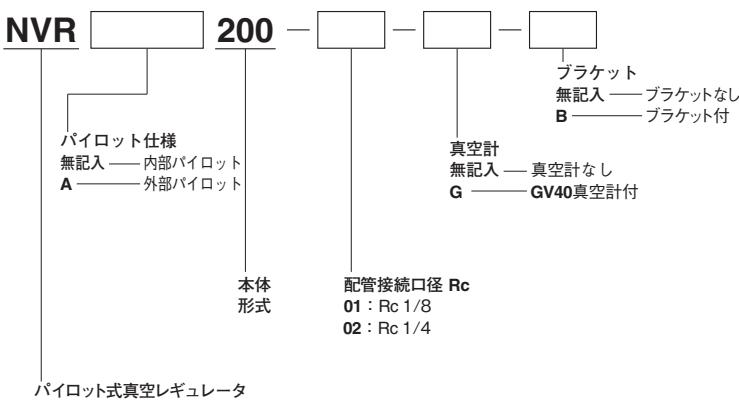 NVR 200 - - -
ブラケット
無記入 ブラケットなし
B ブラケット付
パイロット仕様
無記入 内部パイロット
A 外部パイロット
真空計
無記入 真空計なし
G GV40真空計付
本体
形式
配管接続口径 Rc
01：Rc 1/8
02：Rc 1/4
パイロット式真空レギュレータ